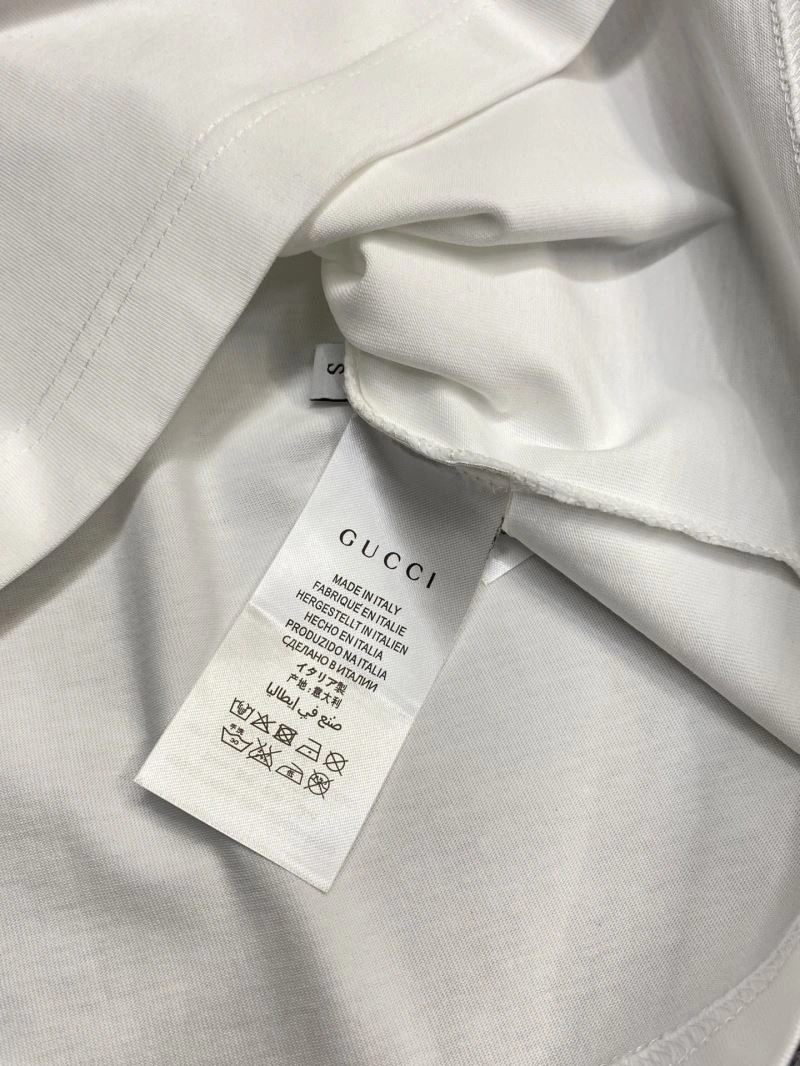 S
GUCCI
MADE IN ITALY
FABRIQUE EN ITALIE
HERGESTELLT IN ITALIEN
HECHO EN ITALIA
PRODUZIDO NA ITALIA
СДЕЛАНО В ИТАЛИИ
イタリア製
产地:意大利
صنع في إيطاليا